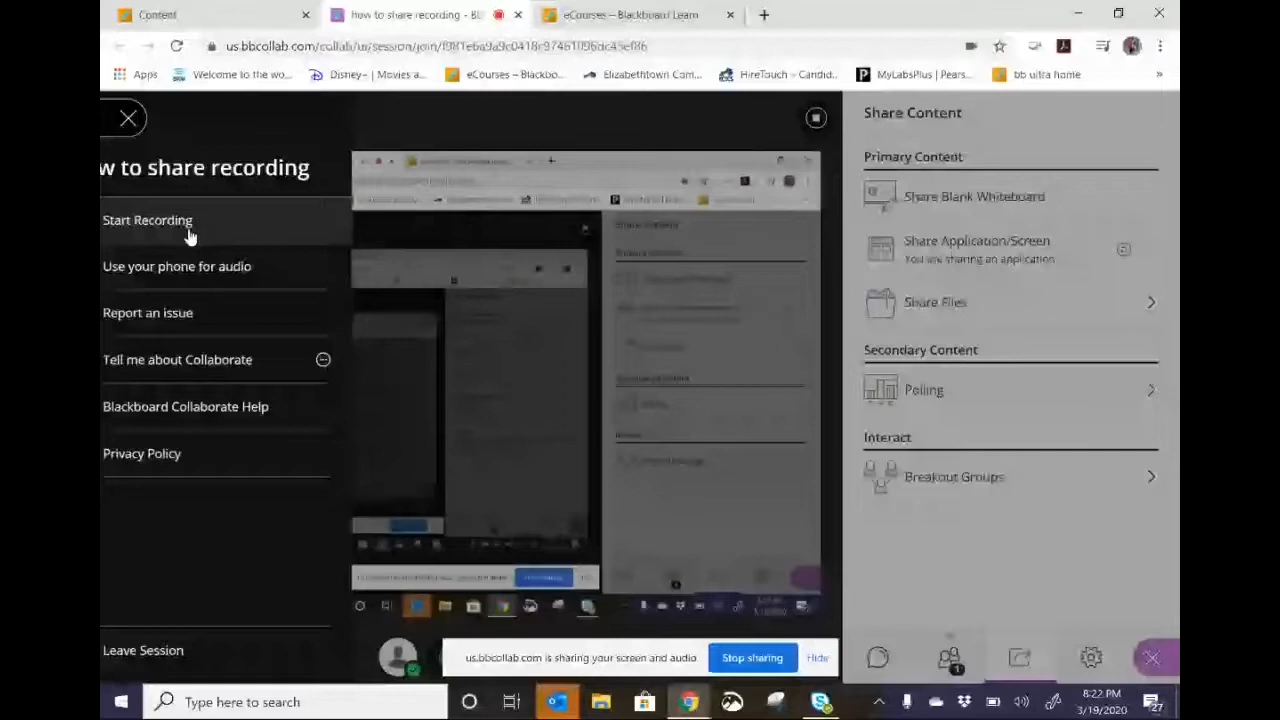 Content
How to share recording - Bl
eCourses – Blackboard Learn
us.bbcollab.com/collab/ui/session/join/f981e6a9a9c0418c97461096dc45ef86
Apps
Welcome to the wo...
Disney+ | Movies a...
eCourses – Blackbo...
Elizabethtown Com...
HireTouch – Candid...
MyLabsPlus | Pears...
bb ultra home
»
w to share recording
Start Recording
Use your phone for audio
Report an issue
Tell me about Collaborate
Blackboard Collaborate Help
Privacy Policy
Leave Session
Share Content
Primary Content
Share Blank Whiteboard
Share Application/Screen
You are sharing an application
Share Files
Secondary Content
Polling
Interact
Breakout Groups
1
us.bbcollab.com is sharing your screen and audio.
Stop sharing
Hide
Type here to search
8:22 PM
3/19/2020
27